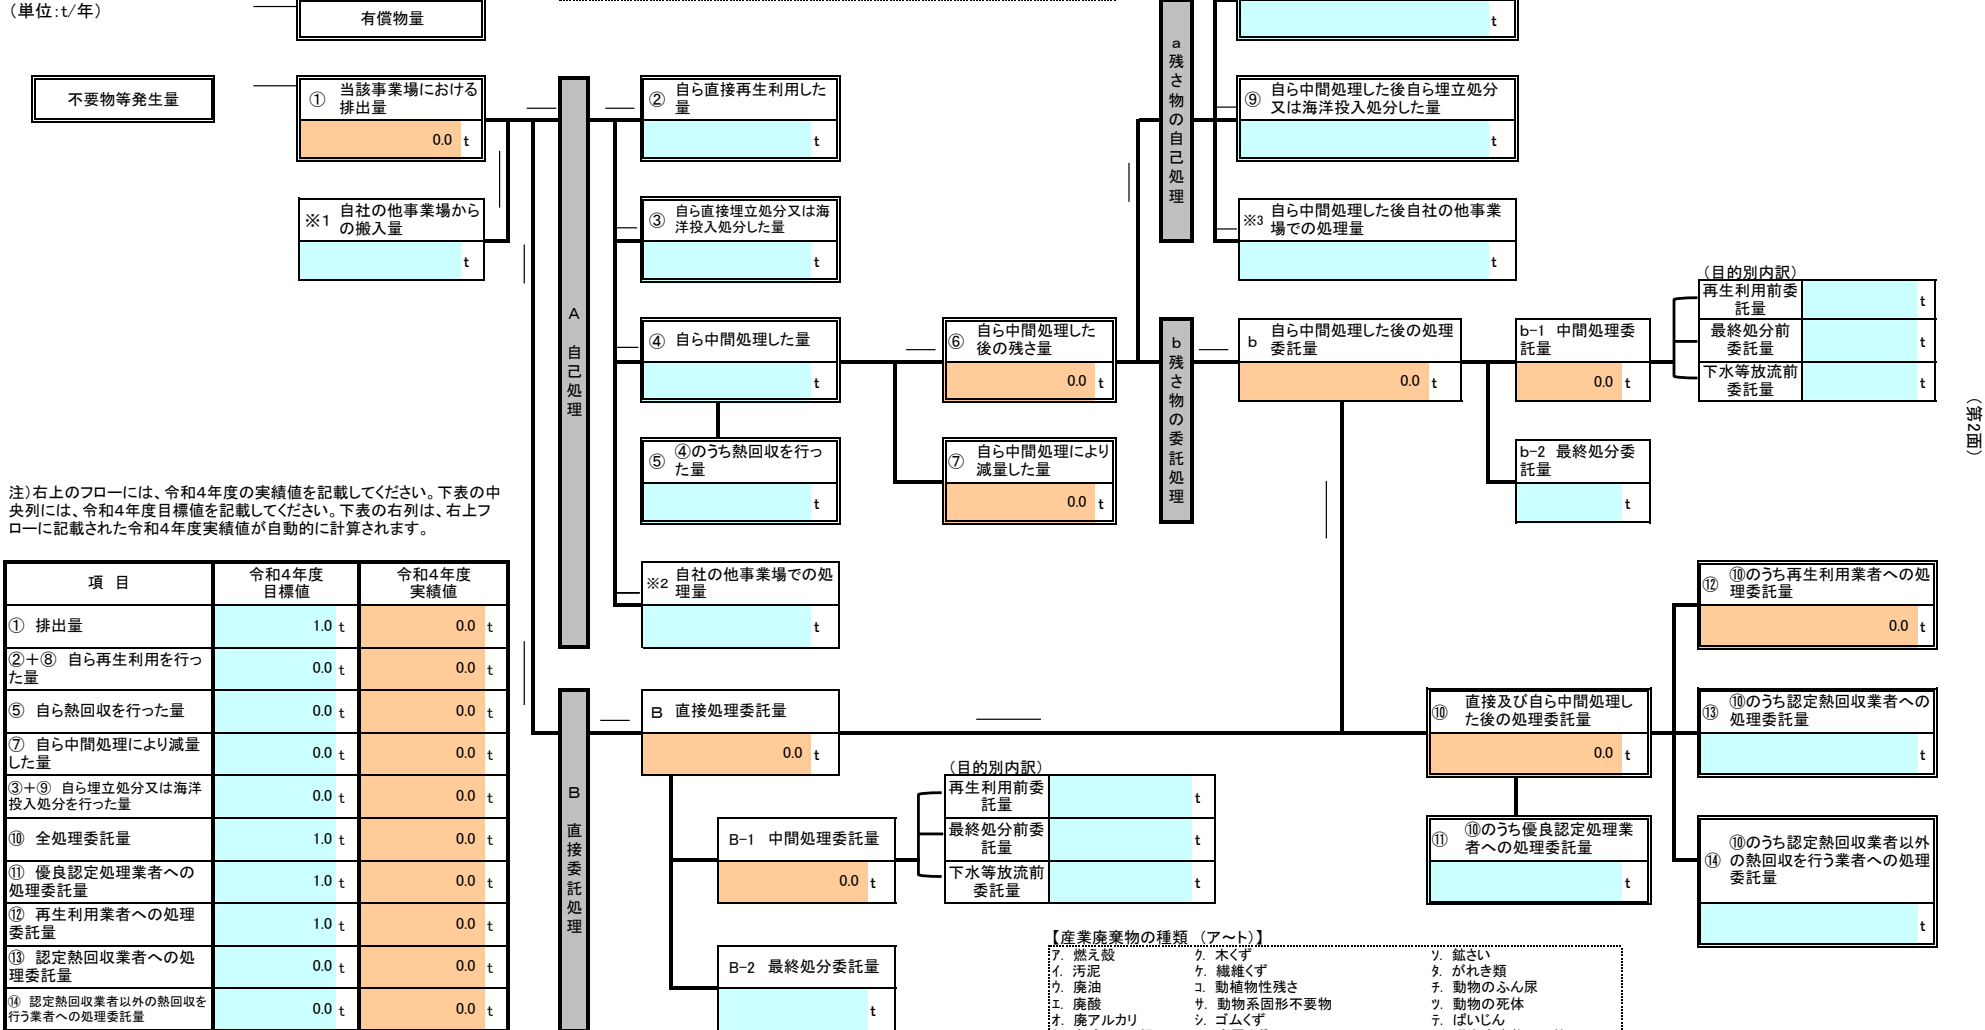 （単位:t/年）
有償物量
t
不要物等発生量
① 当該事業場における
排出量
0.0 t
② 自ら直接再生利用した
量
t
⑨ 自ら中間処理した後自ら埋立処分
又は海洋投入処分した量
t
a
残
さ
物
の
自
己
処
理
※1 自社の他事業場から
の搬入量
t
③ 自ら直接埋立処分又は海
洋投入処分した量
t
※3 自ら中間処理した後自社の他事業
場での処理量
t
A
自
己
処
理
④ 自ら中間処理した量
t
⑥ 自ら中間処理した
後の残さ量
0.0 t
b
残
さ
物
の
委
託
処
理
b 自ら中間処理した後の処理
委託量
0.0 t
b-1 中間処理委
託量
0.0 t
（目的別内訳）
再生利用前委
託量
t
最終処分前
委託量
t
下水等放流前
委託量
t
（第2面）
⑤ ④のうち熱回収を行っ
た量
t
⑦ 自ら中間処理により
減量した量
0.0 t
b-2 最終処分委
託量
t
注）右上のフローには、令和4年度の実績値を記載してください。下表の中
央列には、令和4年度目標値を記載してください。下表の右列は、右上フ
ローに記載された令和4年度実績値が自動的に計算されます。
※2 自社の他事業場での処
理量
t
項 目 令和4年度
目標値 令和4年度
実績値
① 排出量 1.0 t 0.0 t
②＋⑧ 自ら再生利用を行っ
た量 0.0 t 0.0 t
⑤ 自ら熱回収を行った量 0.0 t 0.0 t
⑦ 自ら中間処理により減量
した量 0.0 t 0.0 t
③＋⑨ 自ら埋立処分又は海洋
投入処分を行った量 0.0 t 0.0 t
⑩ 全処理委託量 1.0 t 0.0 t
⑪ 優良認定処理業者への
処理委託量 1.0 t 0.0 t
⑫ 再生利用業者への処理
委託量 1.0 t 0.0 t
⑬ 認定熱回収業者への処
理委託量 0.0 t 0.0 t
⑭ 認定熱回収業者以外の熱回収を
行う業者への処理委託量 0.0 t 0.0 t
B
直
接
委
託
処
理
B 直接処理委託量
0.0 t
B-1 中間処理委託量
0.0 t
（目的別内訳）
再生利用前委
託量
t
最終処分前委
託量
t
下水等放流前
委託量
t
B-2 最終処分委託量
t
⑩ 直接及び自ら中間処理し
た後の処理委託量
0.0 t
⑪ ⑩のうち優良認定処理業
者への処理委託量
t
⑫ ⑩のうち再生利用業者への処
理委託量
0.0 t
⑬ ⑩のうち認定熱回収業者への
処理委託量
t
⑭ ⑩のうち認定熱回収業者以外
の熱回収を行う業者への処理
委託量
t
【産業廃棄物の種類 （ア～ト）】
ア. 燃え殻 ク. 木くず ソ. 鉱さい
イ. 汚泥 ケ. 繊維くず タ. がれき類
ウ. 廃油 コ. 動植物性残さ チ. 動物のふん尿
エ. 廃酸 サ. 動物系固形不要物 ツ. 動物の死体
オ. 廃アルカリ シ. ゴムくず テ. ばいじん